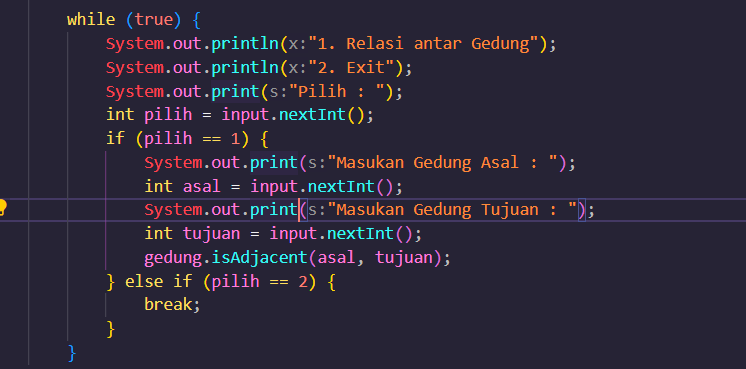 while (true) {
System.out.println(x:"1. Relasi antar Gedung");
System.out.println(x:"2. Exit");
System.out.print(s:"Pilih : ");
int pilih = input.nextInt();
if (pilih == 1) {
System.out.print(s:"Masukan Gedung Asal : ");
int asal = input.nextInt();
System.out.print(s:"Masukan Gedung Tujuan : ");
int tujuan = input.nextInt();
gedung.isAdjacent(asal, tujuan);
} else if (pilih == 2) {
break;
}
}